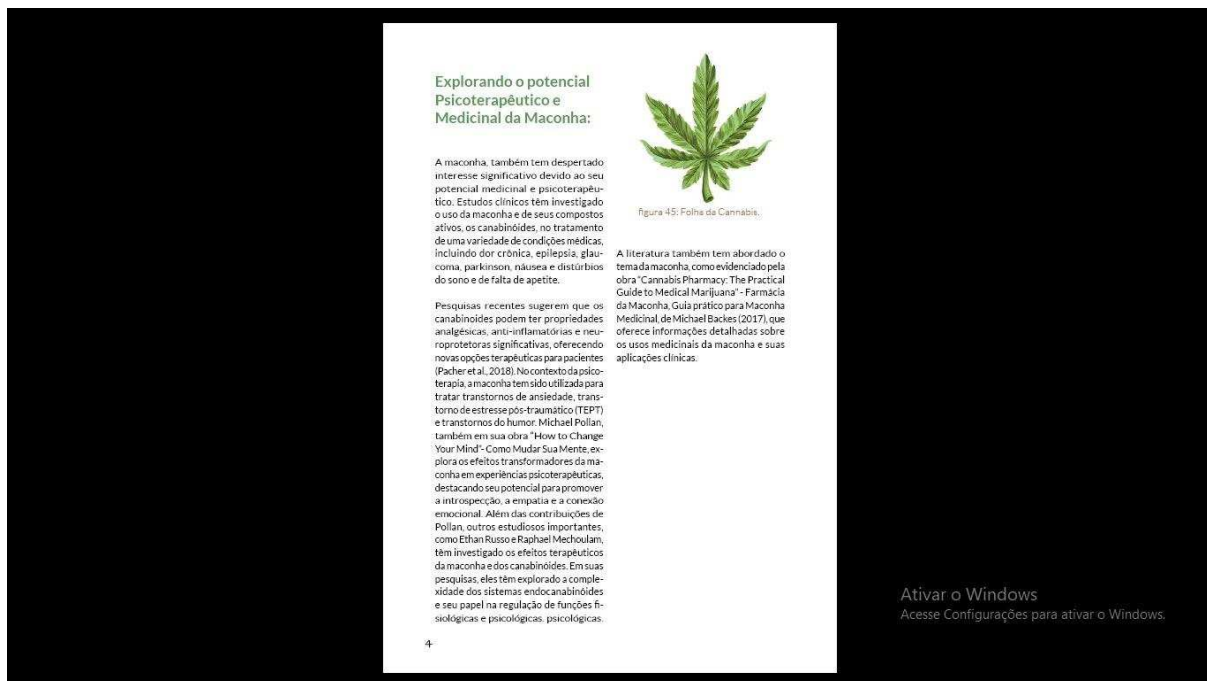 Explorando o potencial
Psicoterapêutico e
Medicinal da Maconha:
A maconha, também tem despertado
interesse significativo devido ao seu
potencial medicinal e psicoterapêu-
tico. Estudos clínicos têm investigado
o uso da maconha e de seus compostos
ativos, os canabinóides, no tratamento
de uma variedade de condições médicas,
incluindo dor crônica, epilepsia, glau-
coma, parkinson, náusea e distúrbios
do sono e de falta de apetite.
Pesquisas recentes sugerem que os
canabinoides podem ter propriedades
analgésicas, anti-inflamatórias e neu-
roprotetoras significativas, oferecendo
novas opções terapêuticas para pacientes
(Pacher et al., 2018). No contexto da psico-
terapia, a maconha tem sido utilizada para
tratar transtornos de ansiedade, trans-
torno de estresse pós-traumático (TEPT)
e transtornos do humor. Michael Pollan,
também em sua obra "How to Change
Your Mind"- Como Mudar Sua Mente, ex-
plora os efeitos transformadores da ma-
conha em experiências psicoterapêuticas,
destacando seu potencial para promover
a introspecção, a empatia e a conexão
emocional. Além das contribuições de
Pollan, outros estudiosos importantes,
como Ethan Russo e Raphael Mechoulam,
têm investigado os efeitos terapêuticos
da maconha e dos canabinóides. Em suas
pesquisas, eles têm explorado a comple-
xidade dos sistemas endocanabinóides
e seu papel na regulação de funções fi-
siológicas e psicológicas. psicológicas.
4
figura 45: Folha da Cannabis.
A literatura também tem abordado o
tema da maconha, como evidenciado pela
obra "Cannabis Pharmacy: The Practical
Guide to Medical Marijuana" - Farmácia
da Maconha, Guia prático para Maconha
Medicinal, de Michael Backes (2017), que
oferece informações detalhadas sobre
os usos medicinais da maconha e suas
aplicações clínicas.
Ativar o Windows
Acesse Configurações para ativar o Windows.